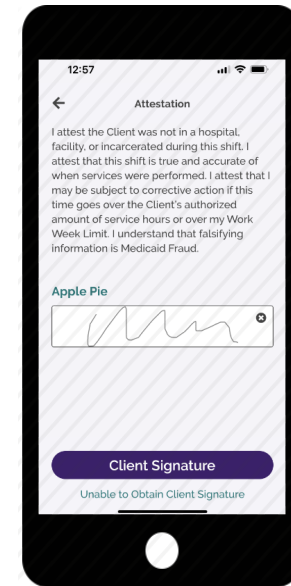 12:57
Attestation
I attest the Client was not in a hospital,
facility, or incarcerated during this shift. I
attest that this shift is true and accurate of
when services were performed. I attest that I
may be subject to corrective action if this
time goes over the Client's authorized
amount of service hours or over my Work
Week Limit. I understand that falsifying
information is Medicaid Fraud.
Apple Pie
Client Signature
Unable to Obtain Client Signature